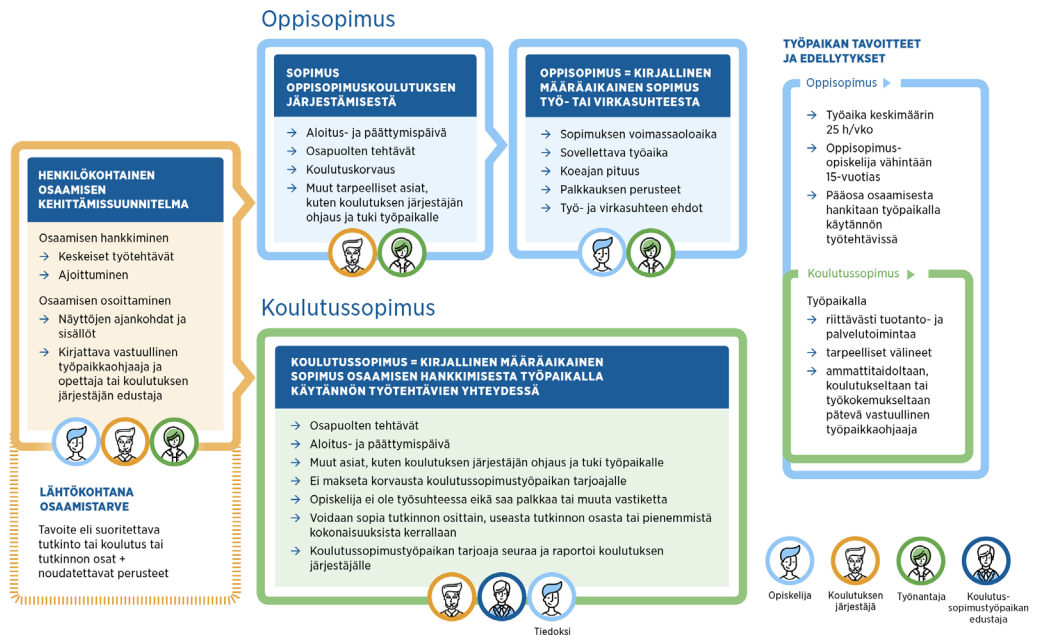 HENKILÖKOHTAINEN
OSAAMISEN
KEHITTÄMISSUUNNITELMA
Osaamisen hankkiminen
→ Keskeiset työtehtävät
→ Ajoittuminen
Osaamisen osoittaminen
→ Näyttöjen ajankohdat ja
sisällöt
→ Kirjattava vastuullinen
työpaikkaohjaaja ja
opettaja tai koulutuksen
järjestäjän edustaja
LÄHTÖKOHTANA
OSAAMISTARVE
Tavoite eli suoritettava
tutkinto tai koulutus tai
tutkinnon osat +
noudatettavat perusteet
Oppisopimus
SOPIMUS
OPPISOPIMUSKOULUTUKSEN
JÄRJESTÄMISESTÄ
→ Aloitus- ja päättymispäivä
→ Osapuolten tehtävät
→ Koulutuskorvaus
→ Muut tarpeelliset asiat,
kuten koulutuksen järjestäjän
ohjaus ja tuki työpaikalle
OPPISOPIMUS = KIRJALLINEN
MÄÄRÄAIKAINEN SOPIMUS
TYÖ- TAI VIRKASUHTEESTA
→ Sopimuksen voimassaoloaika
→ Sovellettava työaika
→ Koeajan pituus
→ Palkkauksen perusteet
→ Työ- ja virkasuhteen ehdot
Koulutussopimus
KOULUTUSSOPIMUS = KIRJALLINEN MÄÄRÄAIKAINEN
SOPIMUS OSAAMISEN HANKKIMISESTA TYÖPAIKALLA
KÄYTÄNNÖN TYÖTEHTÄVIEN YHTEYDESSÄ
→ Osapuolten tehtävät
→ Aloitus- ja päättymispäivä
→ Muut asiat, kuten koulutuksen järjestäjän ohjaus ja tuki työpaikalle
→ Ei makseta korvausta koulutussopimustyöpaikan tarjoajalle
→ Opiskelija ei ole työsuhteessa eikä saa palkkaa tai muuta vastiketta
→ Voidaan sopia tutkinnon osittain, useasta tutkinnon osasta tai pienemmistä
kokonaisuuksista kerrallaan
→ Koulutussopimustyöpaikan tarjoaja seuraa ja raportoi koulutuksen
järjestäjälle
Tiedoksi
TYÖPAIKAN TAVOITTEET
JA EDELLYTYKSET
Oppisopimus
→ Työaika keskimäärin
25 h/vko
→ Oppisopimus-
opiskelija vähintään
15-vuotias
→ Pääosa osaamisesta
hankitaan työpaikalla
käytännön
työtehtävissä
Koulutussopimus
Työpaikalla
→ riittävästi tuotanto- ja
palvelutoimintaa
→ tarpeelliset välineet
→ ammattitaidoltaan,
koulutukseltaan tai
työkokemukseltaan
pätevä vastuullinen
työpaikkaohjaaja
Opiskelija
Koulutuksen
järjestäjä
Työnantaja
Koulutus-
sopimustyöpaikan
edustaja